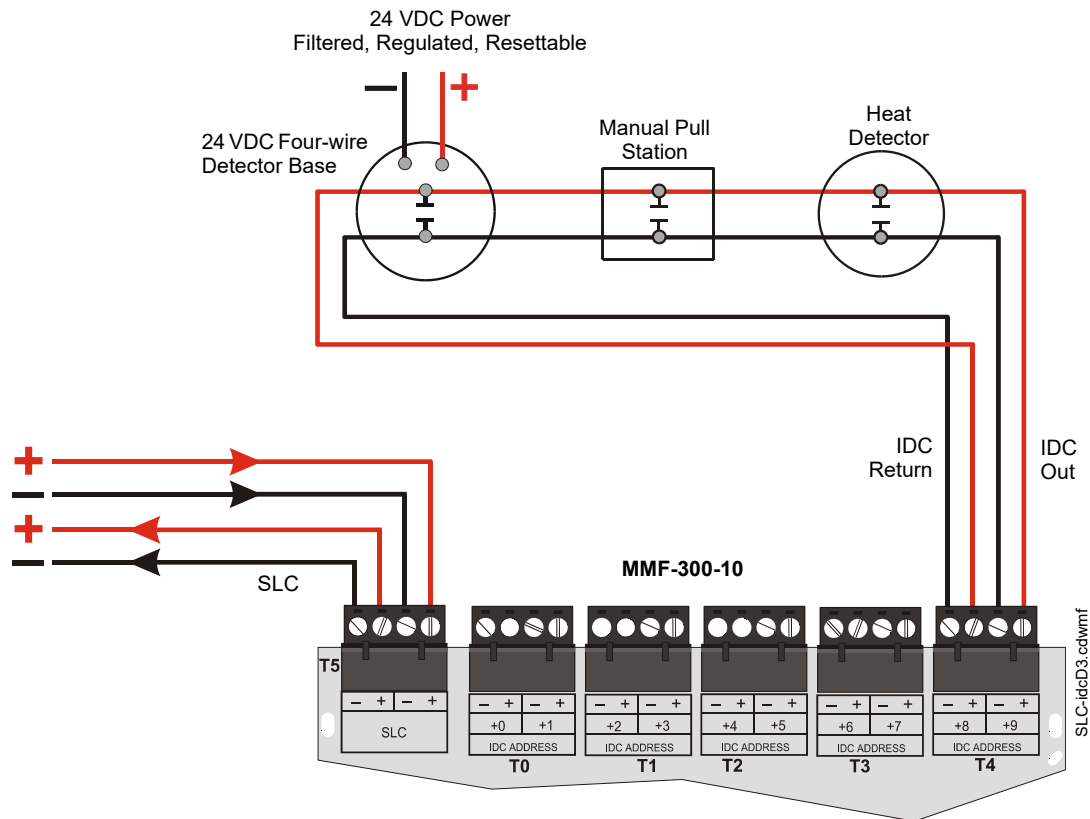 24 VDC Power
Filtered, Regulated, Resettable
− +
24 VDC Four-wire
Detector Base
Manual Pull
Station
Heat
Detector
IDC
Return
IDC
Out
+
−
+
−
SLC
MMF-300-10
T5
− + − +
SLC
− + − +
+0 +1
IDC ADDRESS
T0
− + − +
+2 +3
IDC ADDRESS
T1
− + − +
+4 +5
IDC ADDRESS
T2
− + − +
+6 +7
IDC ADDRESS
T3
− + − +
+8 +9
IDC ADDRESS
T4
SLC-idcD3.cdwmf